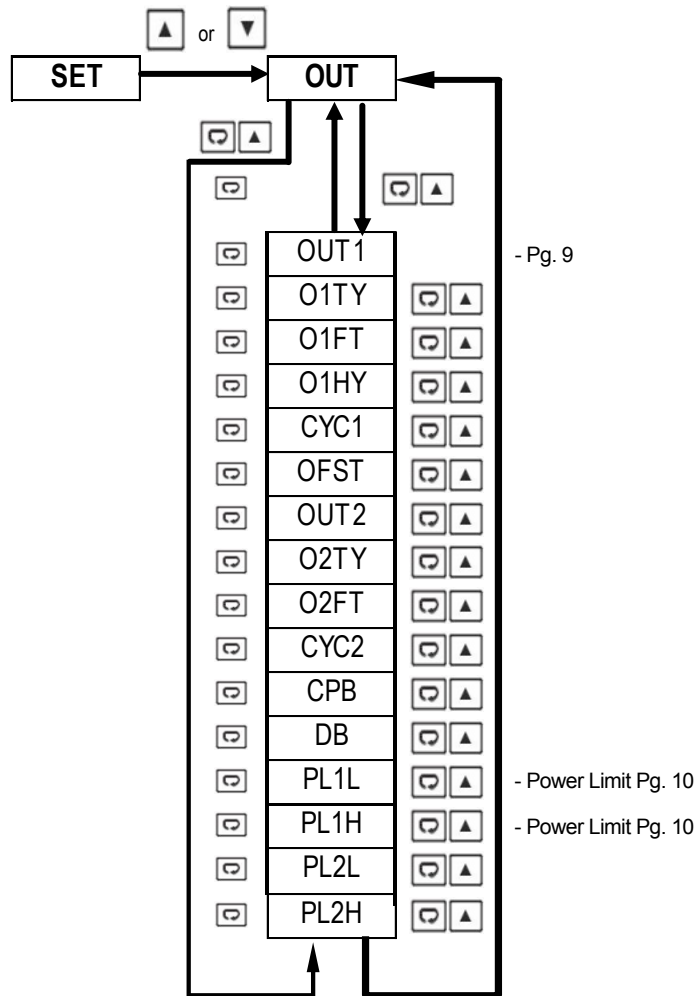 or
SET
OUT
OUT1
- Pg. 9
O1TY
O1FT
O1HY
CYC1
OFST
OUT2
O2TY
O2FT
CYC2
CPB
DB
PL1L
- Power Limit Pg. 10
PL1H
- Power Limit Pg. 10
PL2L
PL2H